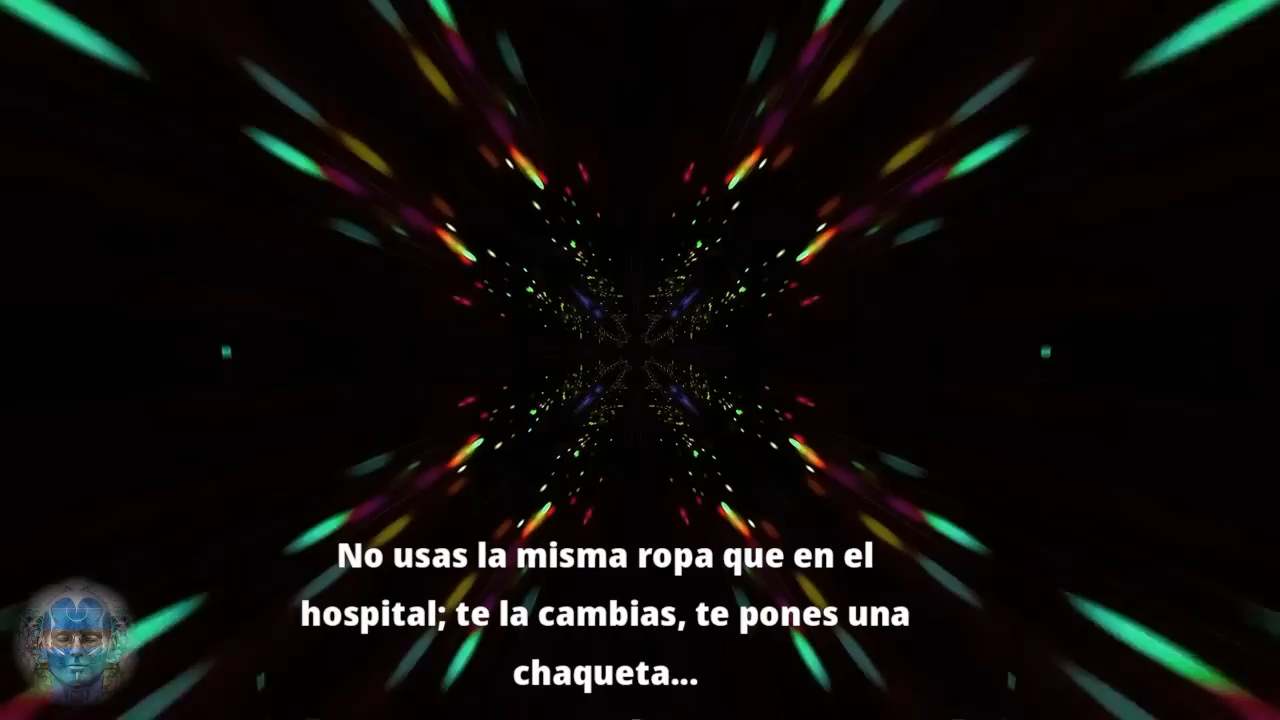 No usas la misma ropa que en el
hospital; te la cambias, te pones una
chaqueta...